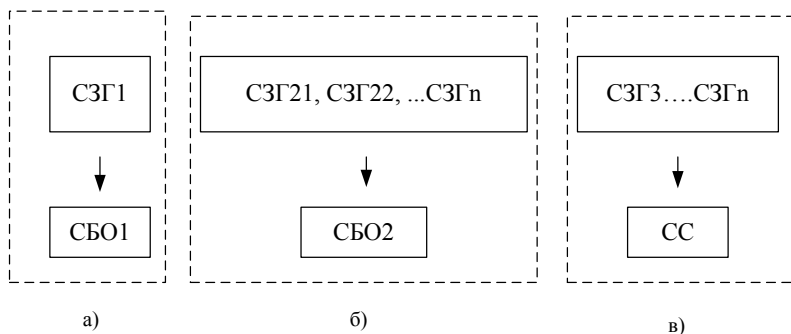 СЗГ1
СЗГ21, СЗГ22, ...СЗГn
СЗГ3….СЗГn
СБО1
СБО2
СС
а)
б)
в)